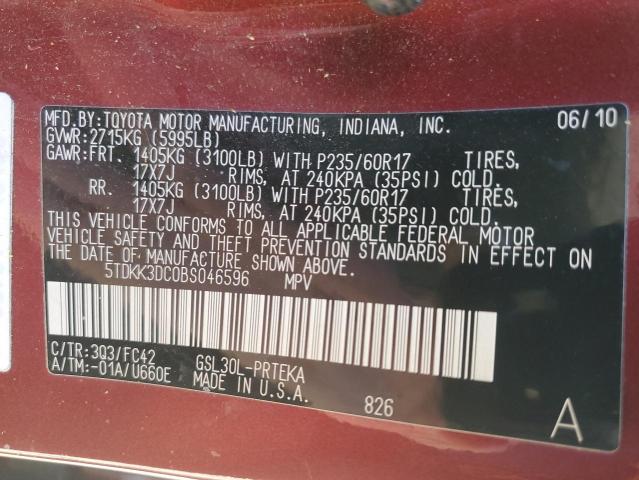 MFD.BY:TOYOTA MOTOR MANUFACTURING, INDIANA, INC. 06/10
GVWR:2715KG (5995LB)
GAWR:FRT. 1405KG (3100LB) WITH P235/60R17 TIRES,
17X7J RIMS, AT 240KPA (35PSI) COLD.
RR. 1405KG (3100LB) WITH P235/60R17 TIRES,
17X7J RIMS, AT 240KPA (35PSI) COLD.
THIS VEHICLE CONFORMS TO ALL APPLICABLE FEDERAL MOTOR
VEHICLE SAFETY AND THEFT PREVENTION STANDARDS IN EFFECT ON
THE DATE OF MANUFACTURE SHOWN ABOVE.
5TDKK3DC0BS046596 MPV
C/TR:3Q3/FC42 GSL30L-PRTEKA
A/TM:-01A/U660E MADE IN U.S.A.
826 A